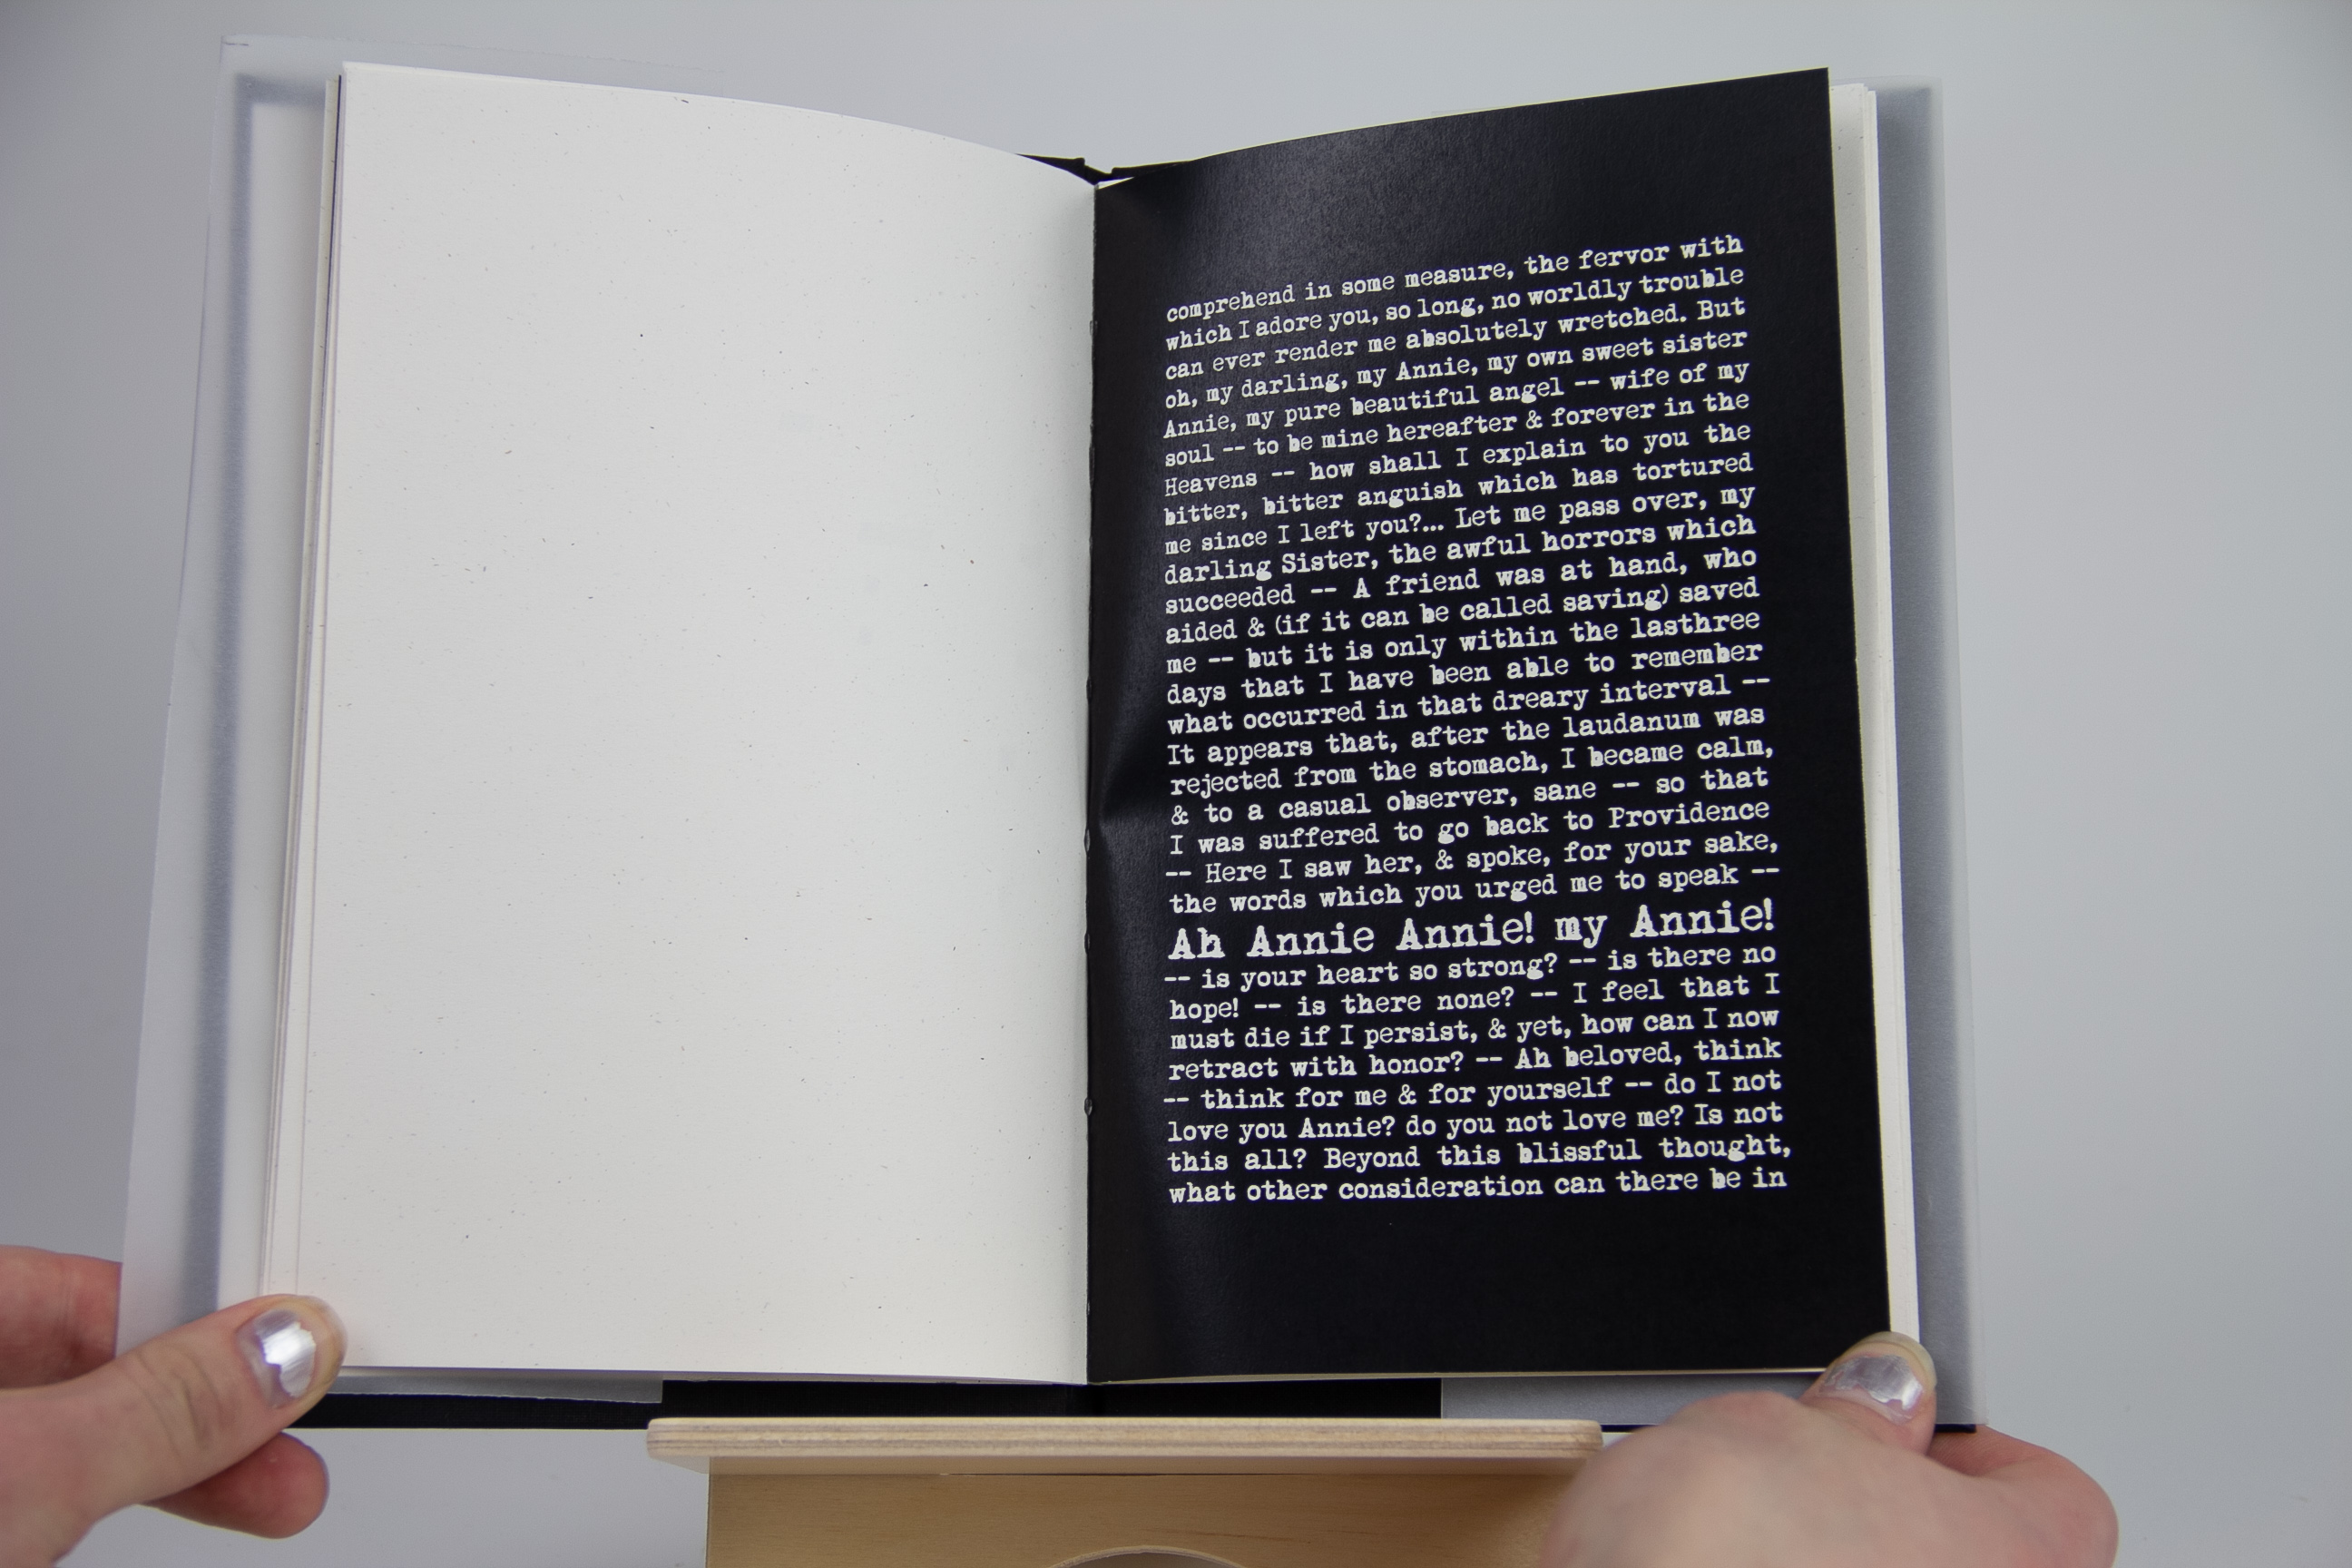 comprehend in some measure, the fervor with
which I adore you, so long, no worldly trouble
can ever render me absolutely wretched. But
oh, my darling, my Annie, my own sweet sister
Annie, my pure beautiful angel -- wife of my
soul -- to be mine hereafter & forever in the
Heavens -- how shall I explain to you the
bitter, bitter anguish which has tortured
me since I left you?... Let me pass over, my
darling Sister, the awful horrors which
succeeded -- A friend was at hand, who
aided & (if it can be called saving) saved
me -- but it is only within the lasthree
days that I have been able to remember
what occurred in that dreary interval --
It appears that, after the laudanum was
rejected from the stomach, I became calm,
& to a casual observer, sane -- so that
I was suffered to go back to Providence
-- Here I saw her, & spoke, for your sake,
the words which you urged me to speak --
Ah Annie Annie! my Annie!
-- is your heart so strong? -- is there no
hope! -- is there none? -- I feel that I
must die if I persist, & yet, how can I now
retract with honor? -- Ah beloved, think
-- think for me & for yourself -- do I not
love you Annie? do you not love me? Is not
this all? Beyond this blissful thought,
what other consideration can there be in